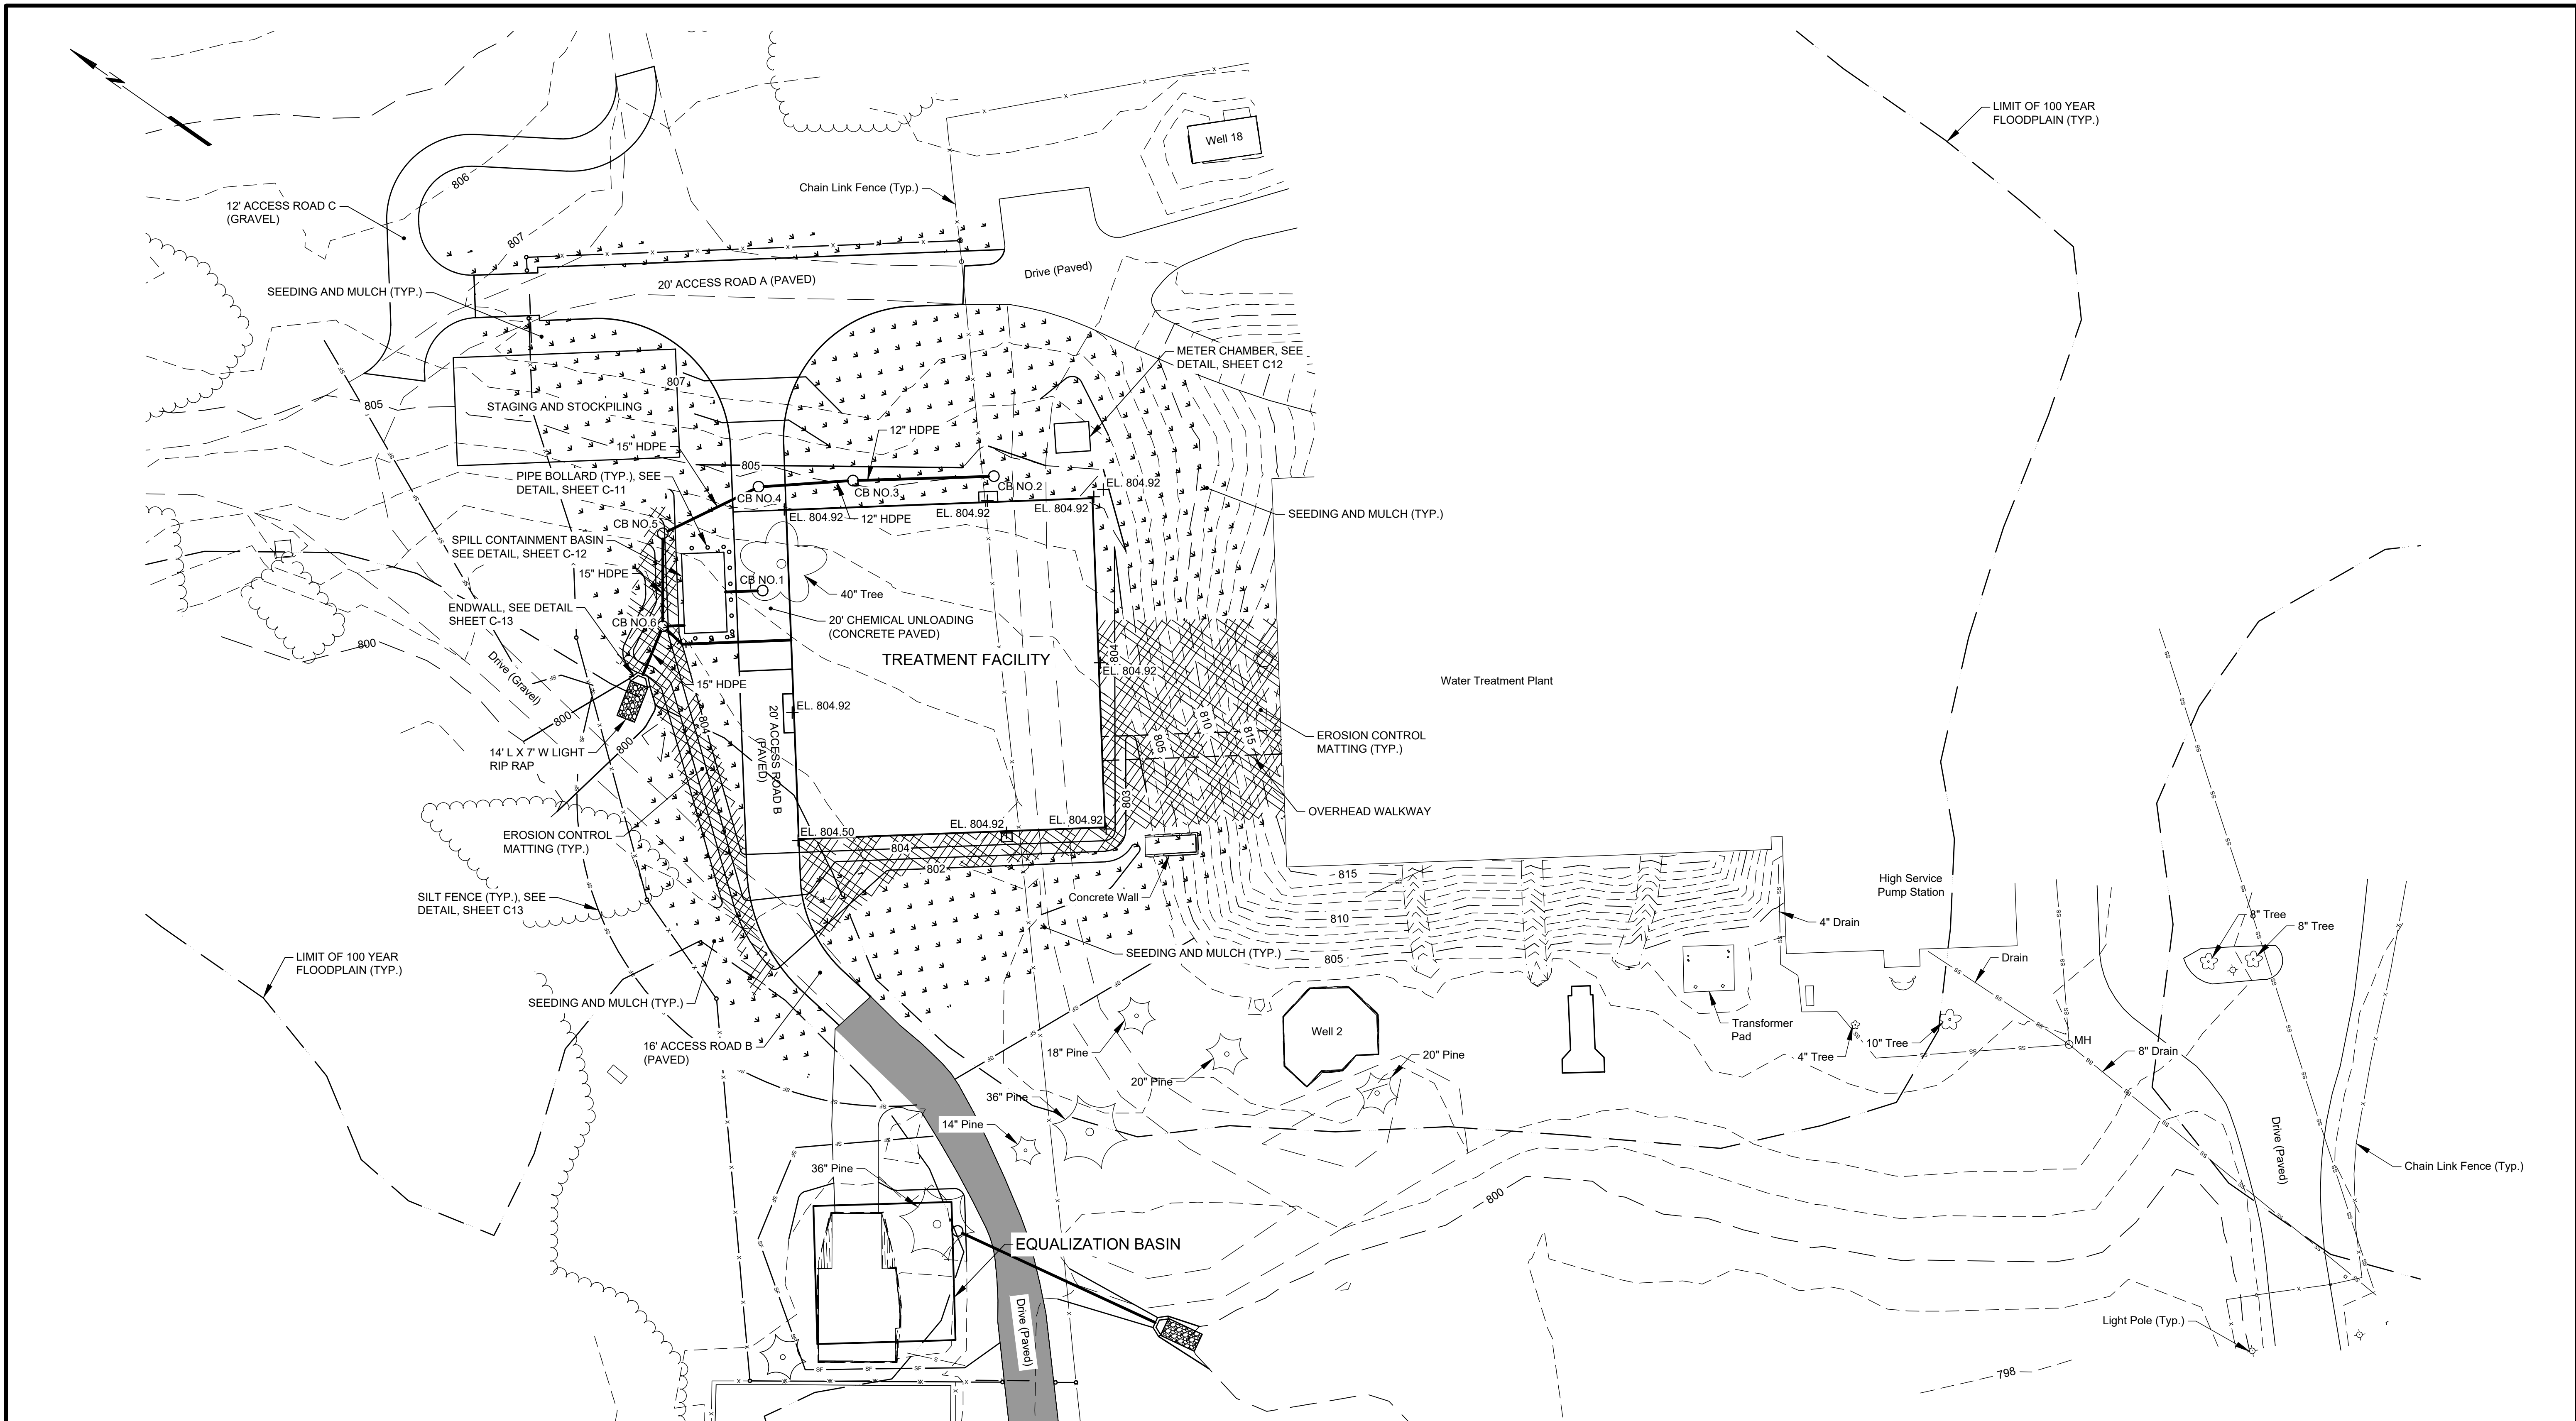 N
LIMIT OF 100 YEAR
FLOODPLAIN (TYP.)
Well 18
806
Chain Link Fence (Typ.)
12' ACCESS ROAD C
(GRAVEL)
807
Drive (Paved)
20' ACCESS ROAD A (PAVED)
SEEDING AND MULCH (TYP.)
METER CHAMBER, SEE
DETAIL, SHEET C12
807
805
STAGING AND STOCKPILING
12" HDPE
15" HDPE
805
PIPE BOLLARD (TYP.), SEE
DETAIL, SHEET C-11
CB NO.4
CB NO.3
CB NO.2
EL. 804.92
EL. 804.92
EL. 804.92
EL. 804.92
12" HDPE
SEEDING AND MULCH (TYP.)
CB NO.5
SPILL CONTAINMENT BASIN
SEE DETAIL, SHEET C-12
15" HDPE
CB NO.1
40" Tree
ENDWALL, SEE DETAIL
SHEET C-13
CB NO.6
20' CHEMICAL UNLOADING
(CONCRETE PAVED)
800
TREATMENT FACILITY
804
EL. 804.92
Drive (Gravel)
15" HDPE
Water Treatment Plant
EL. 804.92
800
804
800
20' ACCESS ROAD B
(PAVED)
810
815
805
EROSION CONTROL
MATTING (TYP.)
14' L X 7' W LIGHT
RIP RAP
803
OVERHEAD WALKWAY
EROSION CONTROL
MATTING (TYP.)
EL. 804.50
EL. 804.92
EL. 804.92
804
802
815
High Service
Pump Station
SILT FENCE (TYP.), SEE
DETAIL, SHEET C13
Concrete Wall
810
4" Drain
8" Tree
8" Tree
LIMIT OF 100 YEAR
FLOODPLAIN (TYP.)
SEEDING AND MULCH (TYP.)
805
Drain
SEEDING AND MULCH (TYP.)
Well 2
Transformer
Pad
16' ACCESS ROAD B
(PAVED)
18" Pine
20" Pine
20" Pine
4" Tree
10" Tree
MH
8" Drain
36" Pine
14" Pine
Drive (Paved)
36" Pine
Chain Link Fence (Typ.)
800
EQUALIZATION BASIN
Drive (Paved)
Light Pole (Typ.)
798